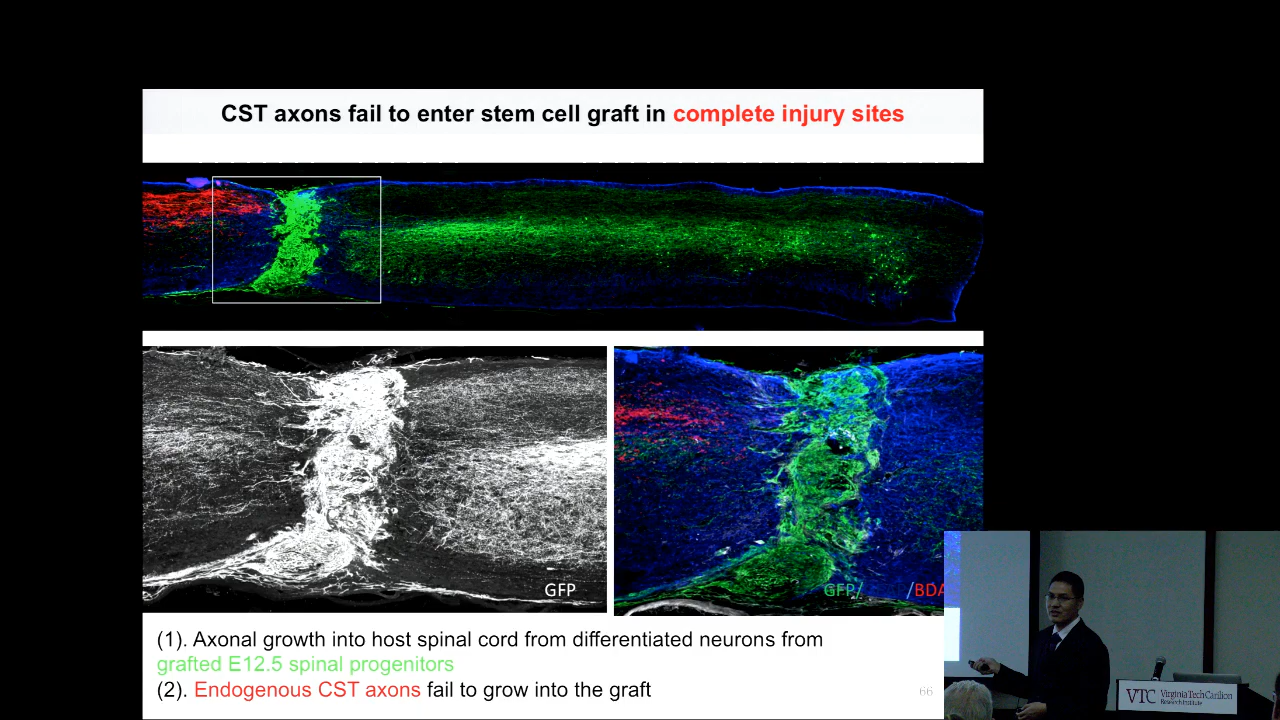 CST axons fail to enter stem cell graft in complete injury sites
GFP
GFP/ /BDA
(1). Axonal growth into host spinal cord from differentiated neurons from
grafted E12.5 spinal progenitors
(2). Endogenous CST axons fail to grow into the graft
66
VTC Virginia Tech Carilion
Research Institute